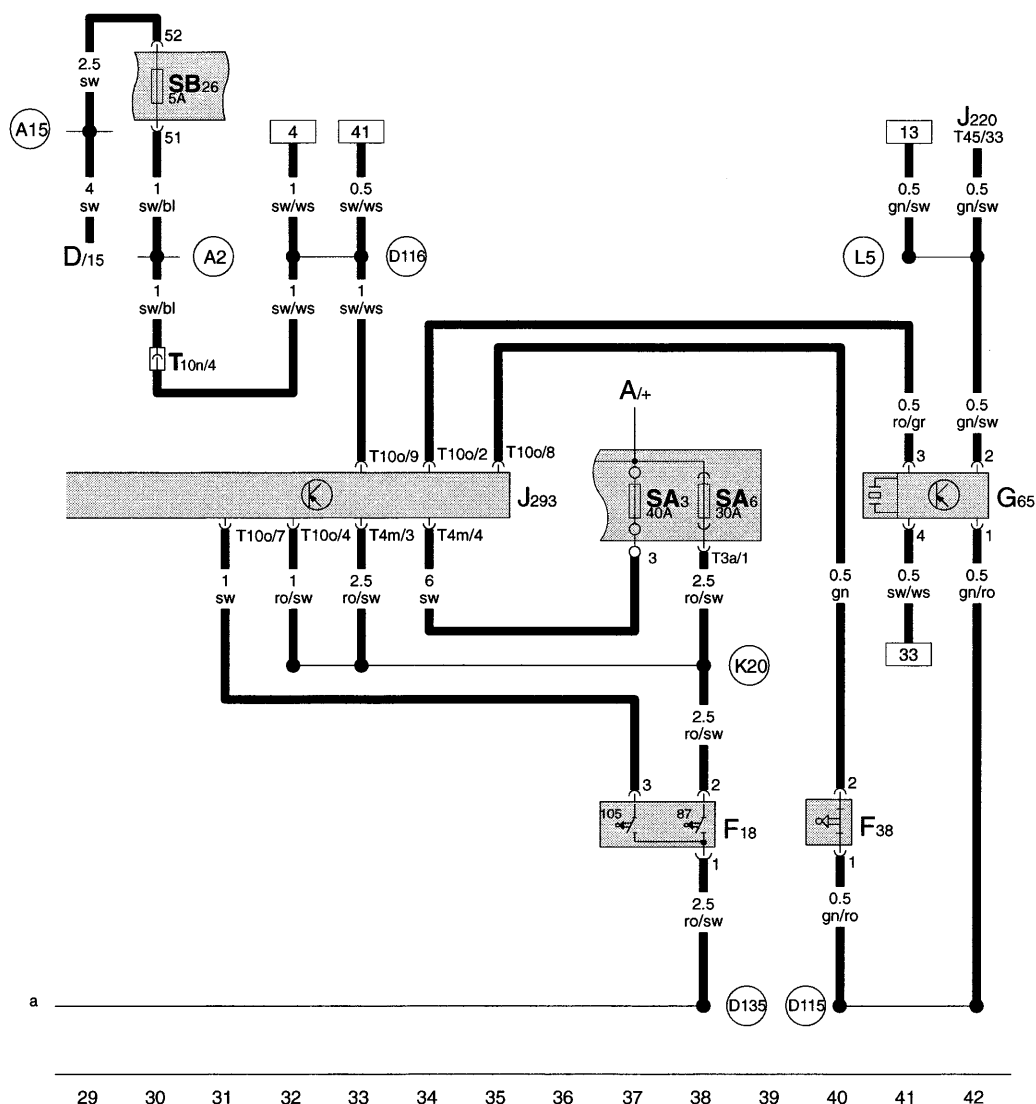 52
2.5
sw
SB26
5A
A15
51
4
41
13
J220
T45/33
4
sw
1
sw/bl
1
sw/ws
0.5
sw/ws
0.5
gn/sw
0.5
gn/sw
D/15
A2
D116
L5
1
sw/bl
1
sw/ws
1
sw/ws
T10n/4
A/+
0.5
ro/gr
0.5
gn/sw
T10o/9
T10o/2
T10o/8
3
2
J293
SA3
40A
SA6
30A
G65
T10o/7
T10o/4
T4m/3
T4m/4
3
T3a/1
4
1
1
sw
1
ro/sw
2.5
ro/sw
6
sw
2.5
ro/sw
0.5
gn
0.5
sw/ws
0.5
gn/ro
33
K20
2.5
ro/sw
3
2
2
105
87
F18
F38
1
1
2.5
ro/sw
0.5
gn/ro
a
D135
D115
29 30 31 32 33 34 35 36 37 38 39 40 41 42